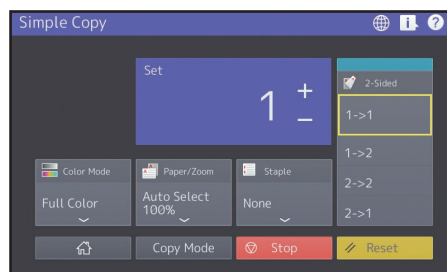 Simple Copy
Set
1 + −
2-Sided
1->1
1->2
2->2
2->1
Color Mode
Full Color
Paper/Zoom
Auto Select
100%
Staple
None
Copy Mode
Stop
Reset